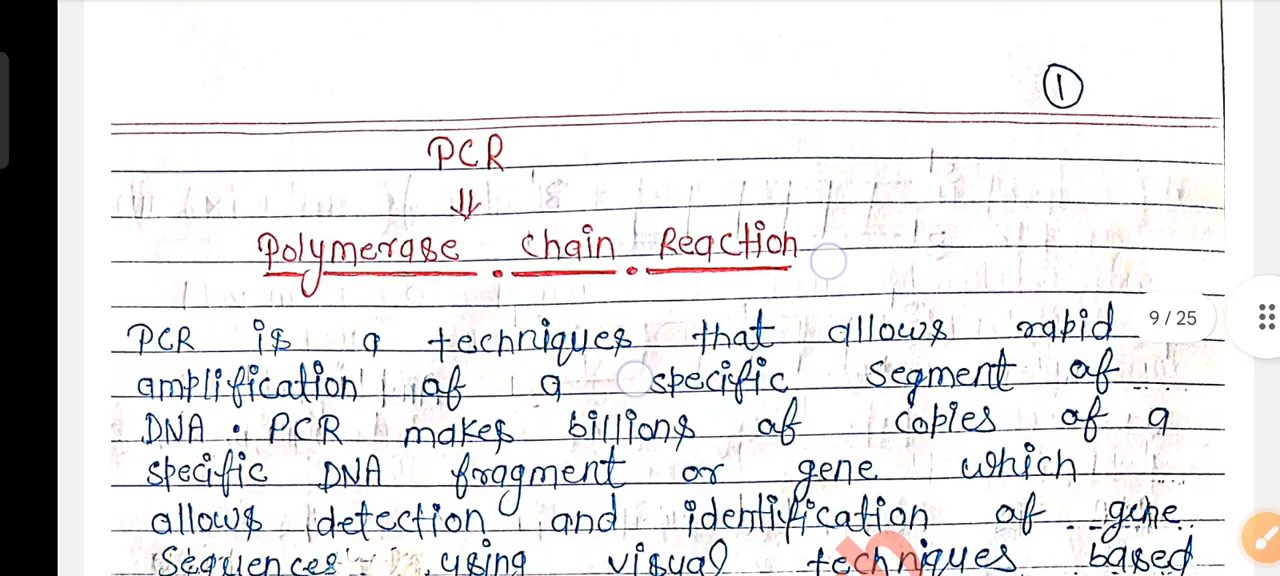 1
PCR
⇓
Polymerase chain Reaction
PCR is a techniques that allows rapid
amplification of a specific segment of
DNA. PCR makes billions of copies of a
specific DNA fragment or gene which
allows detection and identification of gene
Sequences using visual techniques based
9 / 25